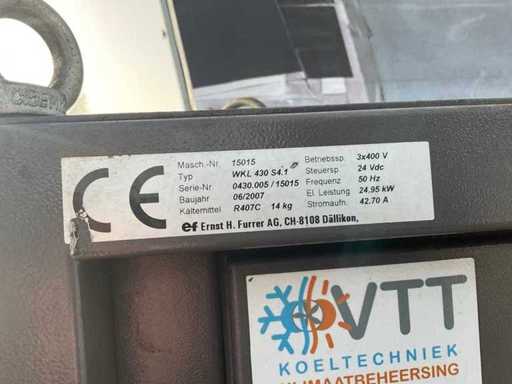 CE
Masch.-Nr. 15015 Betriebssp. 3x400 V
Typ WKL 430 S4.1 Steuersp. 24 Vdc
Serie-Nr 0430.005 / 15015 Frequenz 50 Hz
Baujahr 06/2007 El. Leistung 24.95 kW
Kältemittel R407C 14 kg Stromaufn. 42.70 A
ef Ernst H. Furrer AG, CH-8108 Dällikon,
VTT
KOELTECHNIEK
KLIMAATBEHEERSING